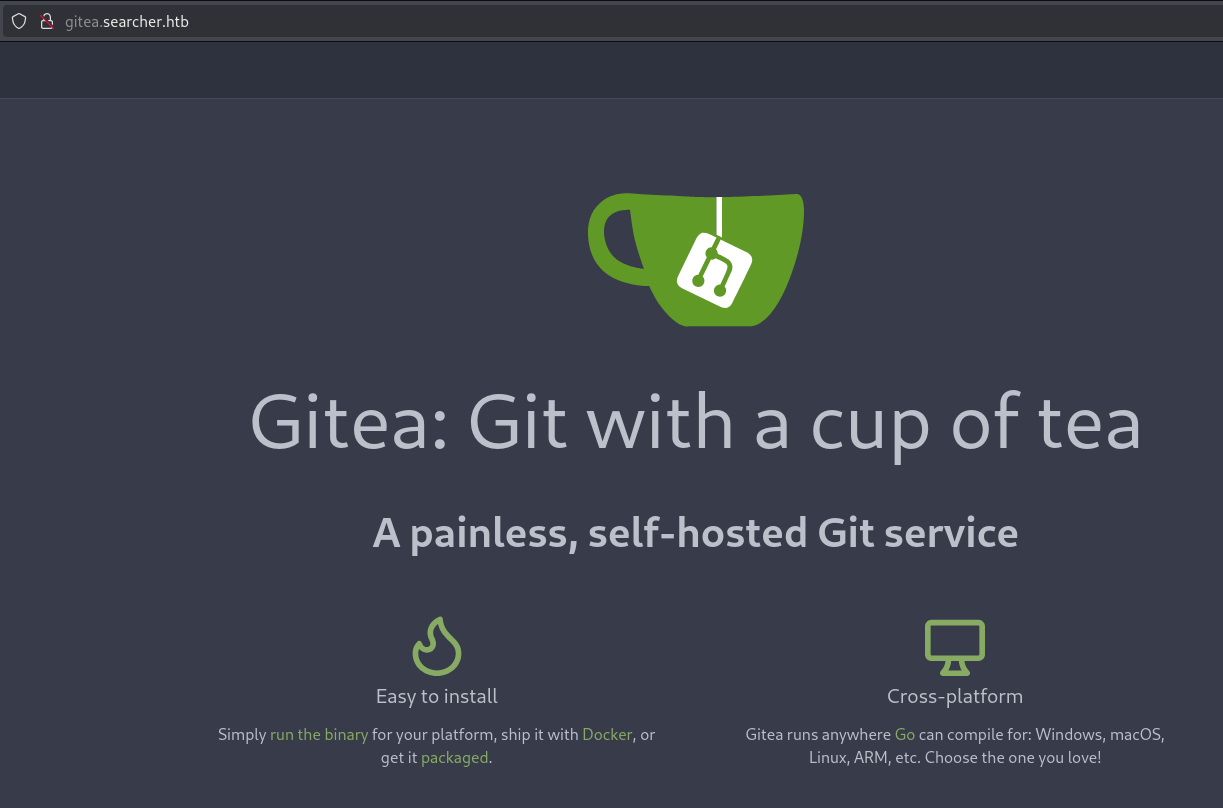 gitea.searcher.htb
Gitea: Git with a cup of tea
A painless, self-hosted Git service
Easy to install
Simply run the binary for your platform, ship it with Docker, or
get it packaged.
Cross-platform
Gitea runs anywhere Go can compile for: Windows, macOS,
Linux, ARM, etc. Choose the one you love!